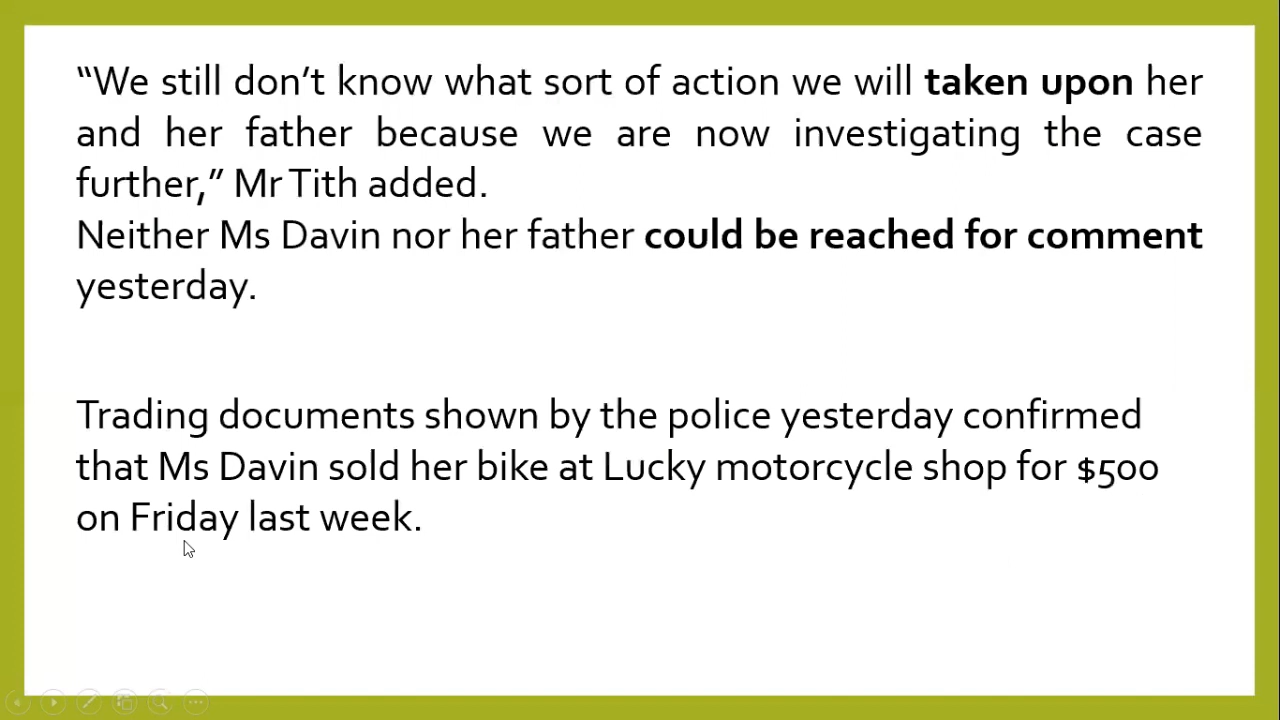 “We still don’t know what sort of action we will taken upon her
and her father because we are now investigating the case
further,” Mr Tith added.
Neither Ms Davin nor her father could be reached for comment
yesterday.
Trading documents shown by the police yesterday confirmed
that Ms Davin sold her bike at Lucky motorcycle shop for $500
on Friday last week.